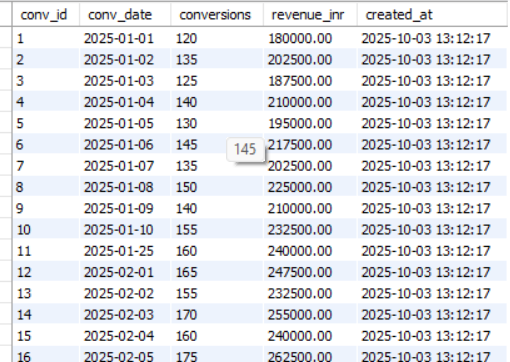 conv_id conv_date conversions revenue_inr created_at
1 2025-01-01 120 180000.00 2025-10-03 13:12:17
2 2025-01-02 135 202500.00 2025-10-03 13:12:17
3 2025-01-03 125 187500.00 2025-10-03 13:12:17
4 2025-01-04 140 210000.00 2025-10-03 13:12:17
5 2025-01-05 130 195000.00 2025-10-03 13:12:17
6 2025-01-06 145 217500.00 2025-10-03 13:12:17
145
7 2025-01-07 135 202500.00 2025-10-03 13:12:17
8 2025-01-08 150 225000.00 2025-10-03 13:12:17
9 2025-01-09 140 210000.00 2025-10-03 13:12:17
10 2025-01-10 155 232500.00 2025-10-03 13:12:17
11 2025-01-25 160 240000.00 2025-10-03 13:12:17
12 2025-02-01 165 247500.00 2025-10-03 13:12:17
13 2025-02-02 155 232500.00 2025-10-03 13:12:17
14 2025-02-03 170 255000.00 2025-10-03 13:12:17
15 2025-02-04 160 240000.00 2025-10-03 13:12:17
16 2025-02-05 175 262500.00 2025-10-03 13:12:17